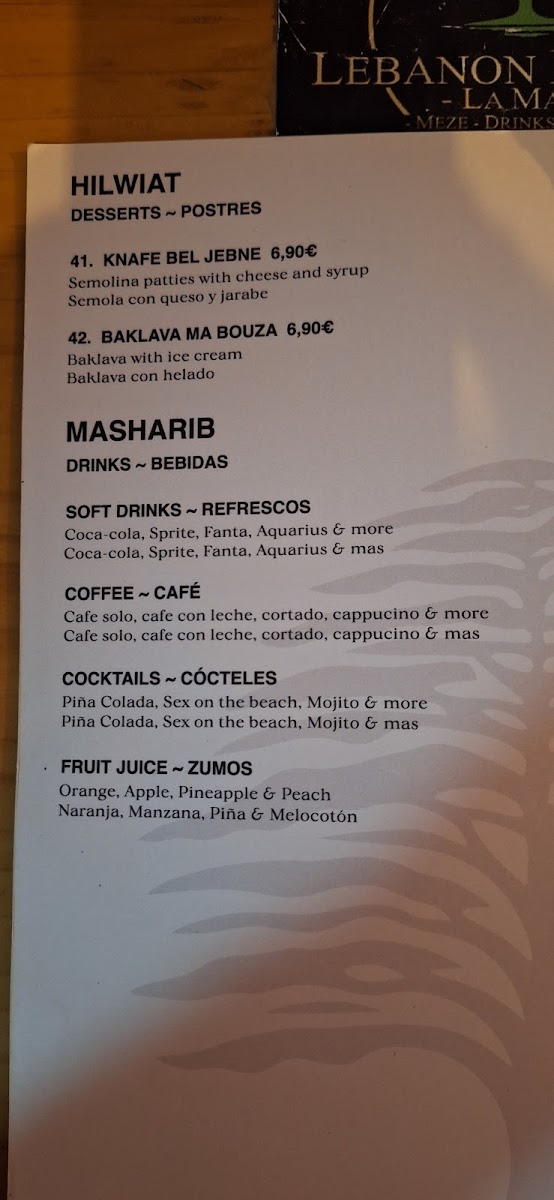 LEBANON
- LA MA
- MEZE - DRINKS
HILWIAT
DESSERTS ~ POSTRES
41. KNAFE BEL JEBNE 6,90€
Semolina patties with cheese and syrup
Semola con queso y jarabe
42. BAKLAVA MA BOUZA 6,90€
Baklava with ice cream
Baklava con helado
MASHARIB
DRINKS ~ BEBIDAS
SOFT DRINKS ~ REFRESCOS
Coca-cola, Sprite, Fanta, Aquarius & more
Coca-cola, Sprite, Fanta, Aquarius & mas
COFFEE ~ CAFÉ
Cafe solo, cafe con leche, cortado, cappucino & more
Cafe solo, cafe con leche, cortado, cappucino & mas
COCKTAILS ~ CÓCTELES
Piña Colada, Sex on the beach, Mojito & more
Piña Colada, Sex on the beach, Mojito & mas
FRUIT JUICE ~ ZUMOS
Orange, Apple, Pineapple & Peach
Naranja, Manzana, Piña & Melocotón